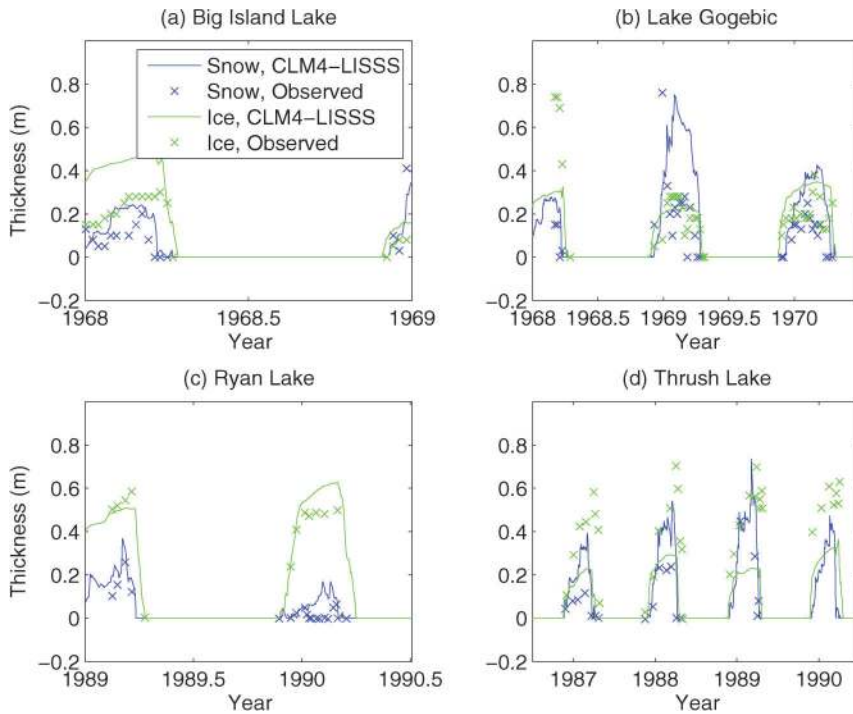 (a) Big Island Lake
Thickness (m)
0.8
0.6
0.4
0.2
0
−0.2
1968
1968.5
1969
Year
Snow, CLM4−LISSS
Snow, Observed
Ice, CLM4−LISSS
Ice, Observed
(b) Lake Gogebic
0.8
0.6
0.4
0.2
0
−0.2
1968
1968.5
1969
1969.5
1970
Year
(c) Ryan Lake
Thickness (m)
0.8
0.6
0.4
0.2
0
−0.2
1989
1989.5
1990
1990.5
Year
(d) Thrush Lake
0.8
0.6
0.4
0.2
0
−0.2
1987
1988
1989
1990
Year